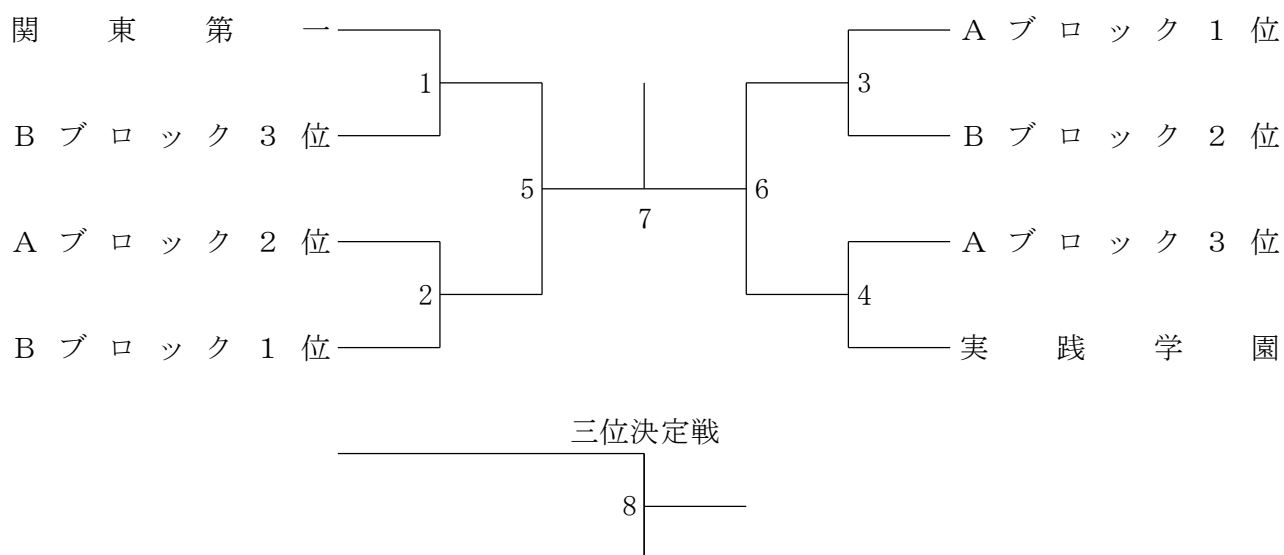 関東第一
Aブロック1位
1
3
Bブロック3位
Bブロック2位
5
6
7
Aブロック2位
Aブロック3位
2
4
Bブロック1位
実践学園
三位決定戦
8